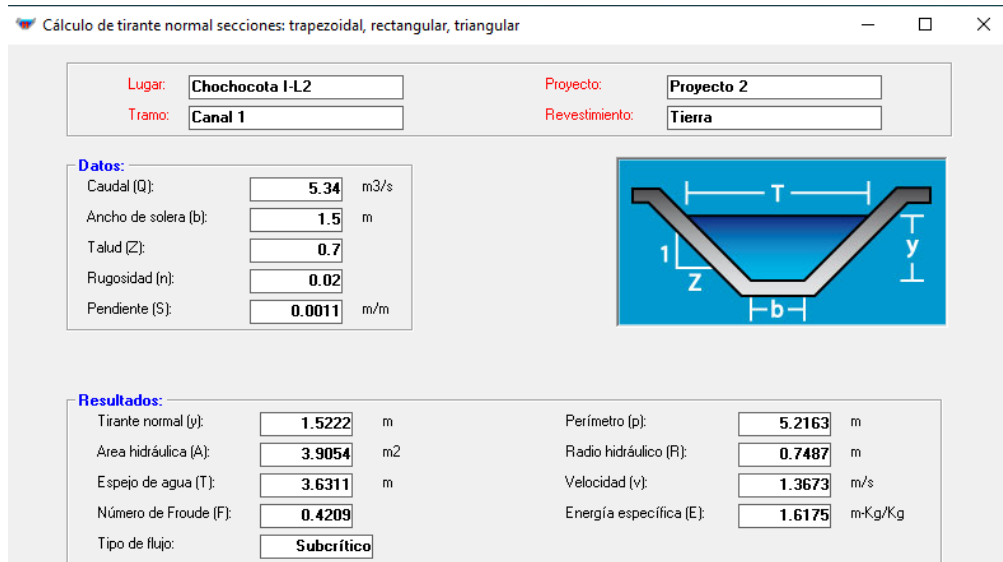 Cálculo de tirante normal secciones: trapezoidal, rectangular, triangular
Lugar: Chochocota I-L2 Proyecto: Proyecto 2
Tramo: Canal 1 Revestimiento: Tierra
Datos:
Caudal (Q): 5.34 m3/s
Ancho de solera (b): 1.5 m
Talud (Z): 0.7
Rugosidad (n): 0.02
Pendiente (S): 0.0011 m/m
T
y
1
Z
b
Resultados:
Tirante normal (y): 1.5222 m Perímetro (p): 5.2163 m
Area hidráulica (A): 3.9054 m2 Radio hidráulico (R): 0.7487 m
Espejo de agua (T): 3.6311 m Velocidad (v): 1.3673 m/s
Número de Froude (F): 0.4209 Energía específica (E): 1.6175 m-Kg/Kg
Tipo de flujo: Subcrítico